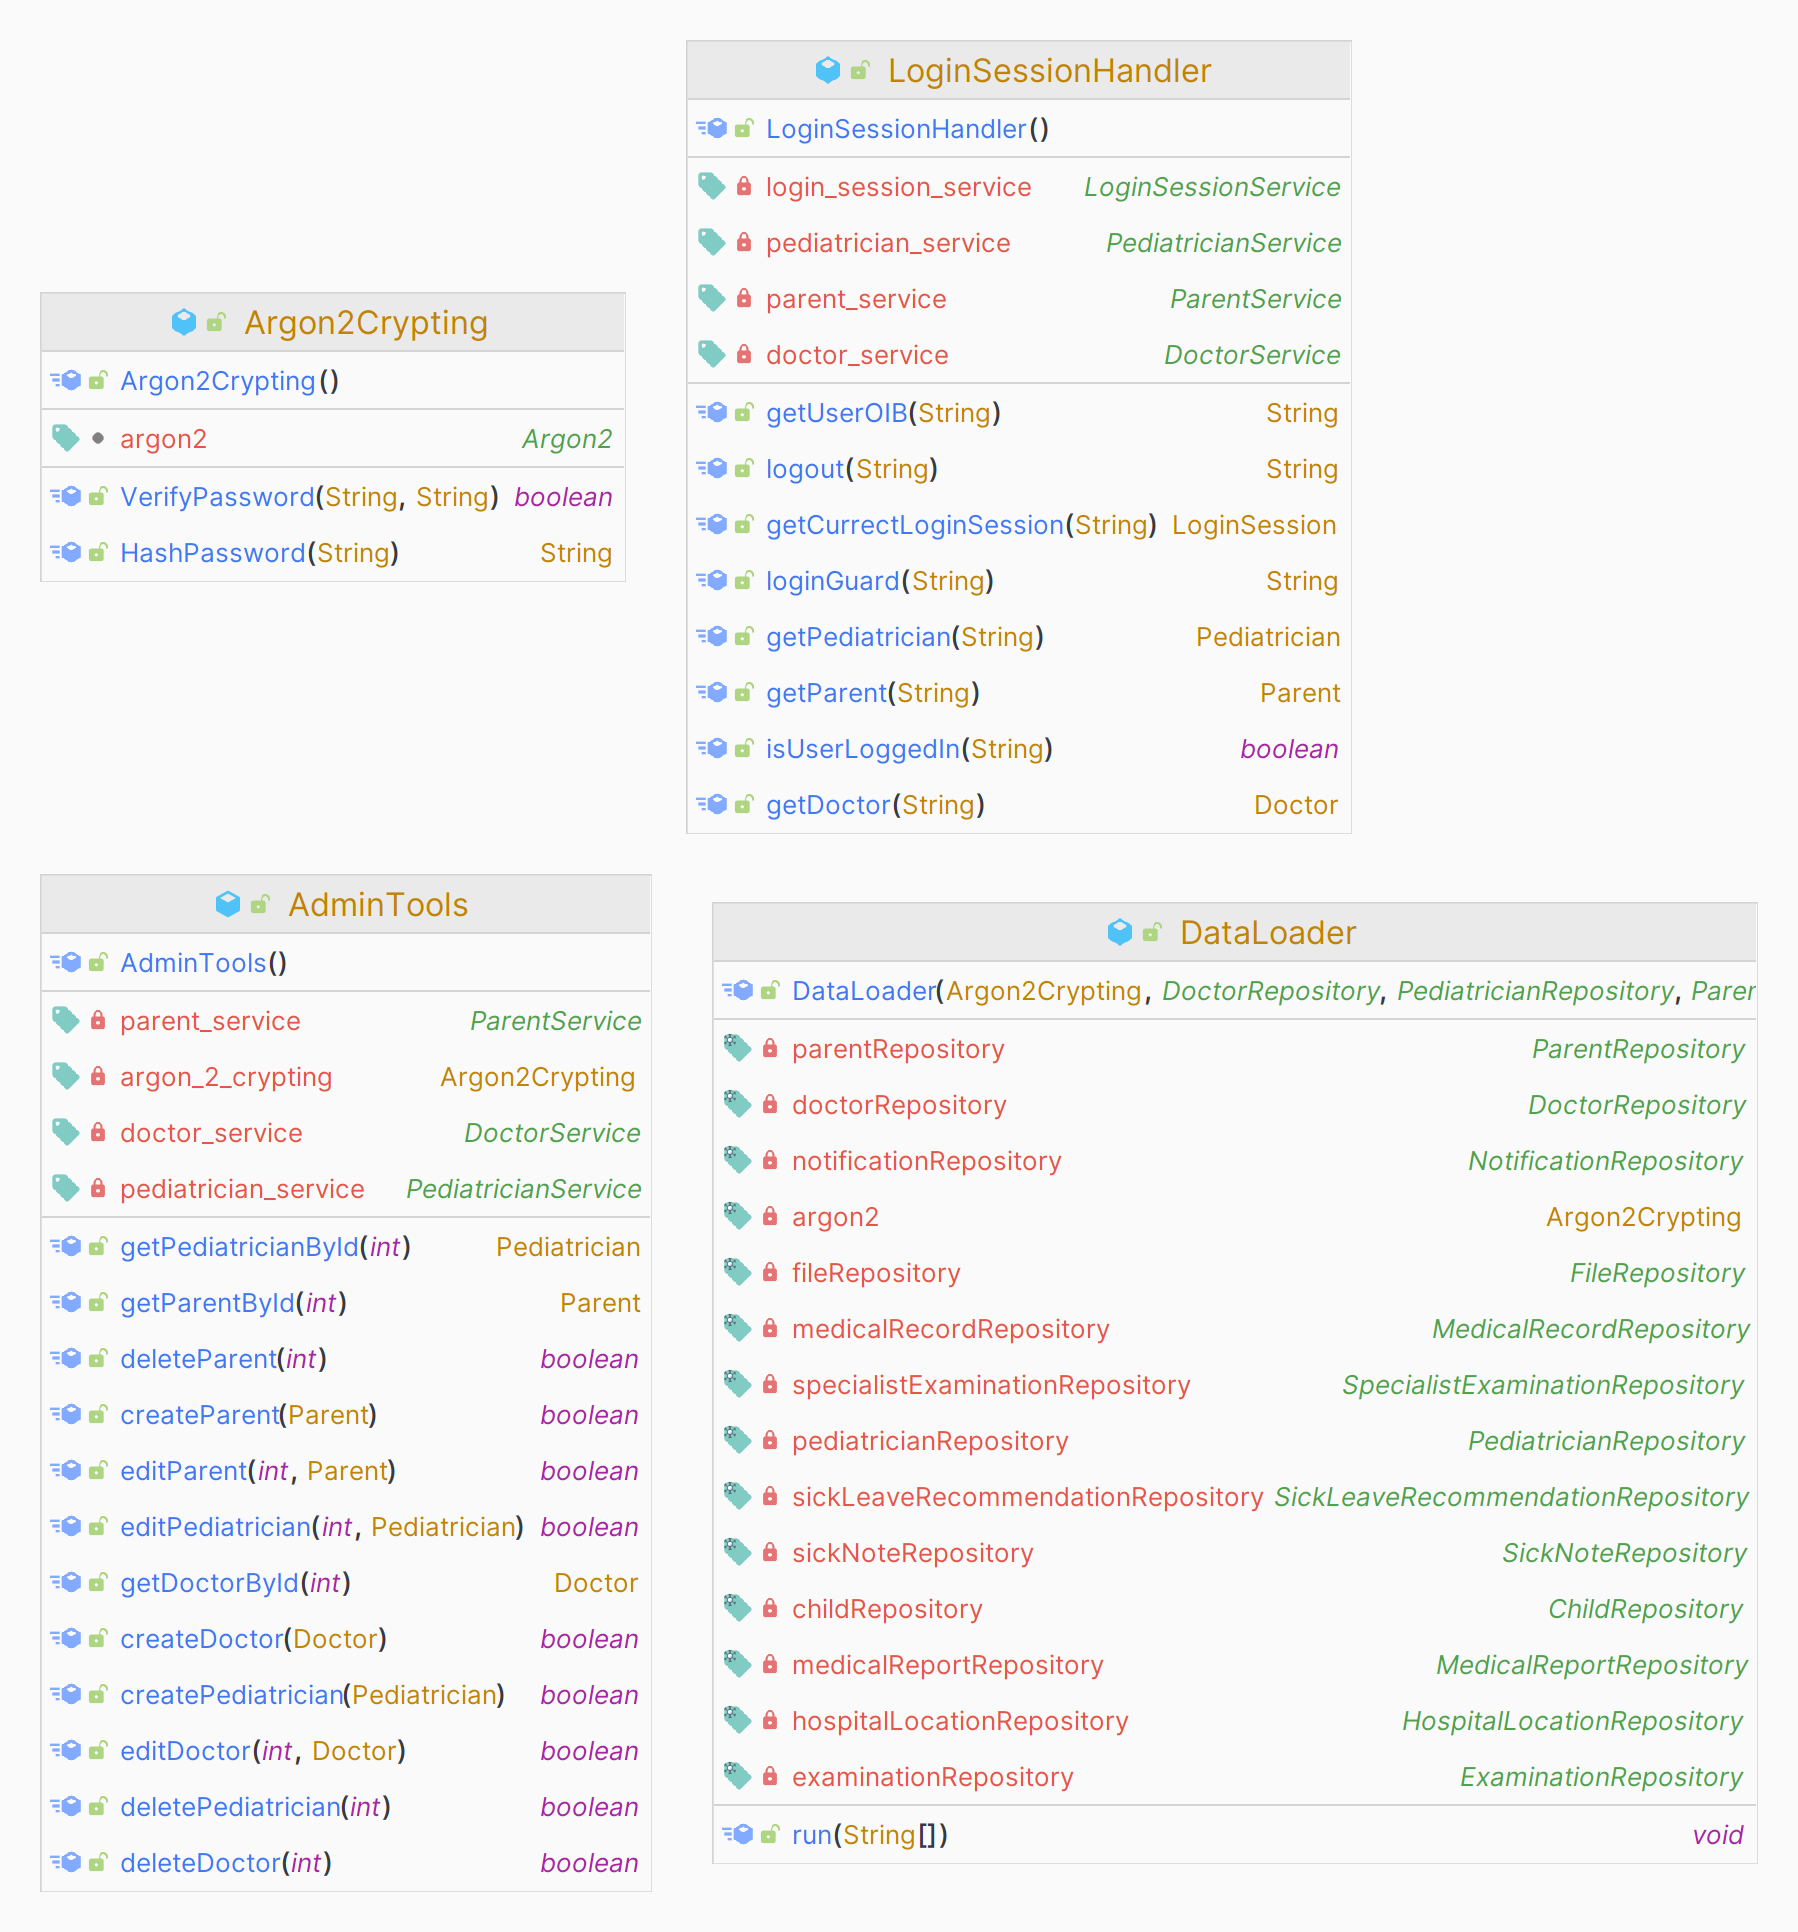 LoginSessionHandler
LoginSessionHandler()
login_session_service LoginSessionService
pediatrician_service PediatricianService
parent_service ParentService
doctor_service DoctorService
getUserOIB(String) String
logout(String) String
getCurrectLoginSession(String) LoginSession
loginGuard(String) String
getPediatrician(String) Pediatrician
getParent(String) Parent
isUserLoggedIn(String) boolean
getDoctor(String) Doctor
Argon2Crypting
Argon2Crypting()
argon2 Argon2
VerifyPassword(String, String) boolean
HashPassword(String) String
AdminTools
AdminTools()
parent_service ParentService
argon_2_crypting Argon2Crypting
doctor_service DoctorService
pediatrician_service PediatricianService
getPediatricianById(int) Pediatrician
getParentById(int) Parent
deleteParent(int) boolean
createParent(Parent) boolean
editParent(int, Parent) boolean
editPediatrician(int, Pediatrician) boolean
getDoctorById(int) Doctor
createDoctor(Doctor) boolean
createPediatrician(Pediatrician) boolean
editDoctor(int, Doctor) boolean
deletePediatrician(int) boolean
deleteDoctor(int) boolean
DataLoader
DataLoader(Argon2Crypting, DoctorRepository, PediatricianRepository, Parer
parentRepository ParentRepository
doctorRepository DoctorRepository
notificationRepository NotificationRepository
argon2 Argon2Crypting
fileRepository FileRepository
medicalRecordRepository MedicalRecordRepository
specialistExaminationRepository SpecialistExaminationRepository
pediatricianRepository PediatricianRepository
sickLeaveRecommendationRepository SickLeaveRecommendationRepository
sickNoteRepository SickNoteRepository
childRepository ChildRepository
medicalReportRepository MedicalReportRepository
hospitalLocationRepository HospitalLocationRepository
examinationRepository ExaminationRepository
run(String[]) void